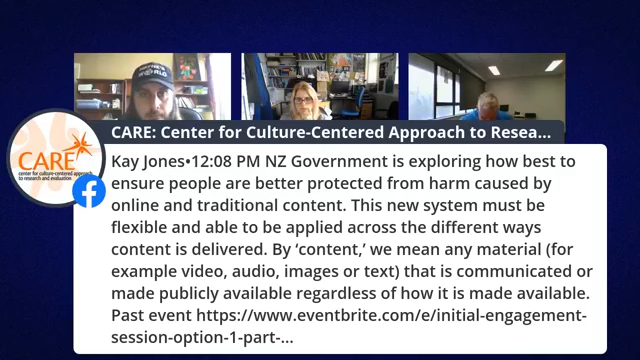 CARE: Center for Culture-Centered Approach to Resea...
CARE
center for culture-centered approach
to research and evaluation
Kay Jones•12:08 PM NZ Government is exploring how best to
ensure people are better protected from harm caused by
online and traditional content. This new system must be
flexible and able to be applied across the different ways
content is delivered. By ‘content,’ we mean any material (for
example video, audio, images or text) that is communicated or
made publicly available regardless of how it is made available.
Past event https://www.eventbrite.com/e/initial-engagement-
session-option-1-part-...